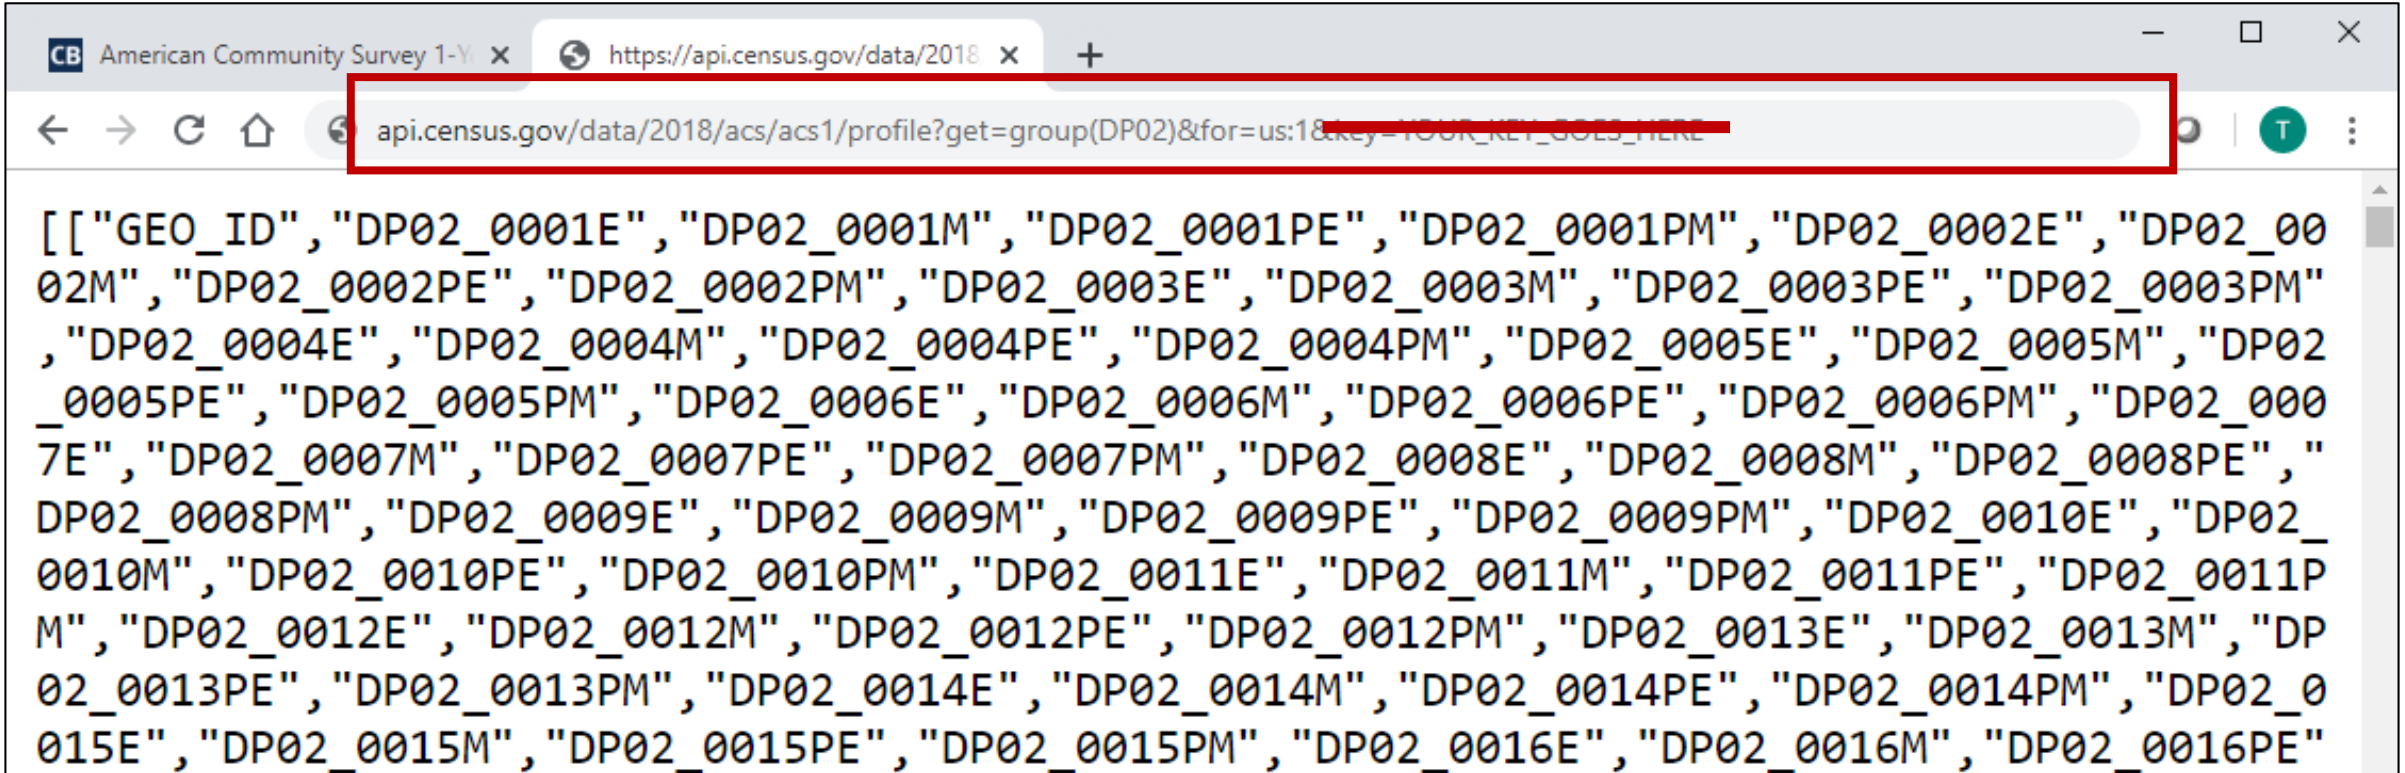 CB American Community Survey 1-Y
https://api.census.gov/data/2018
api.census.gov/data/2018/acs/acs1/profile?get=group(DP02)&for=us:1&key=YOUR_KEY_GOES_HERE
T
[["GEO_ID","DP02_0001E","DP02_0001M","DP02_0001PE","DP02_0001PM","DP02_0002E","DP02_00
02M","DP02_0002PE","DP02_0002PM","DP02_0003E","DP02_0003M","DP02_0003PE","DP02_0003PM"
,"DP02_0004E","DP02_0004M","DP02_0004PE","DP02_0004PM","DP02_0005E","DP02_0005M","DP02
_0005PE","DP02_0005PM","DP02_0006E","DP02_0006M","DP02_0006PE","DP02_0006PM","DP02_000
7E","DP02_0007M","DP02_0007PE","DP02_0007PM","DP02_0008E","DP02_0008M","DP02_0008PE","
DP02_0008PM","DP02_0009E","DP02_0009M","DP02_0009PE","DP02_0009PM","DP02_0010E","DP02_
0010M","DP02_0010PE","DP02_0010PM","DP02_0011E","DP02_0011M","DP02_0011PE","DP02_0011P
M","DP02_0012E","DP02_0012M","DP02_0012PE","DP02_0012PM","DP02_0013E","DP02_0013M","DP
02_0013PE","DP02_0013PM","DP02_0014E","DP02_0014M","DP02_0014PE","DP02_0014PM","DP02_0
015E","DP02_0015M","DP02_0015PE","DP02_0015PM","DP02_0016E","DP02_0016M","DP02_0016PE"